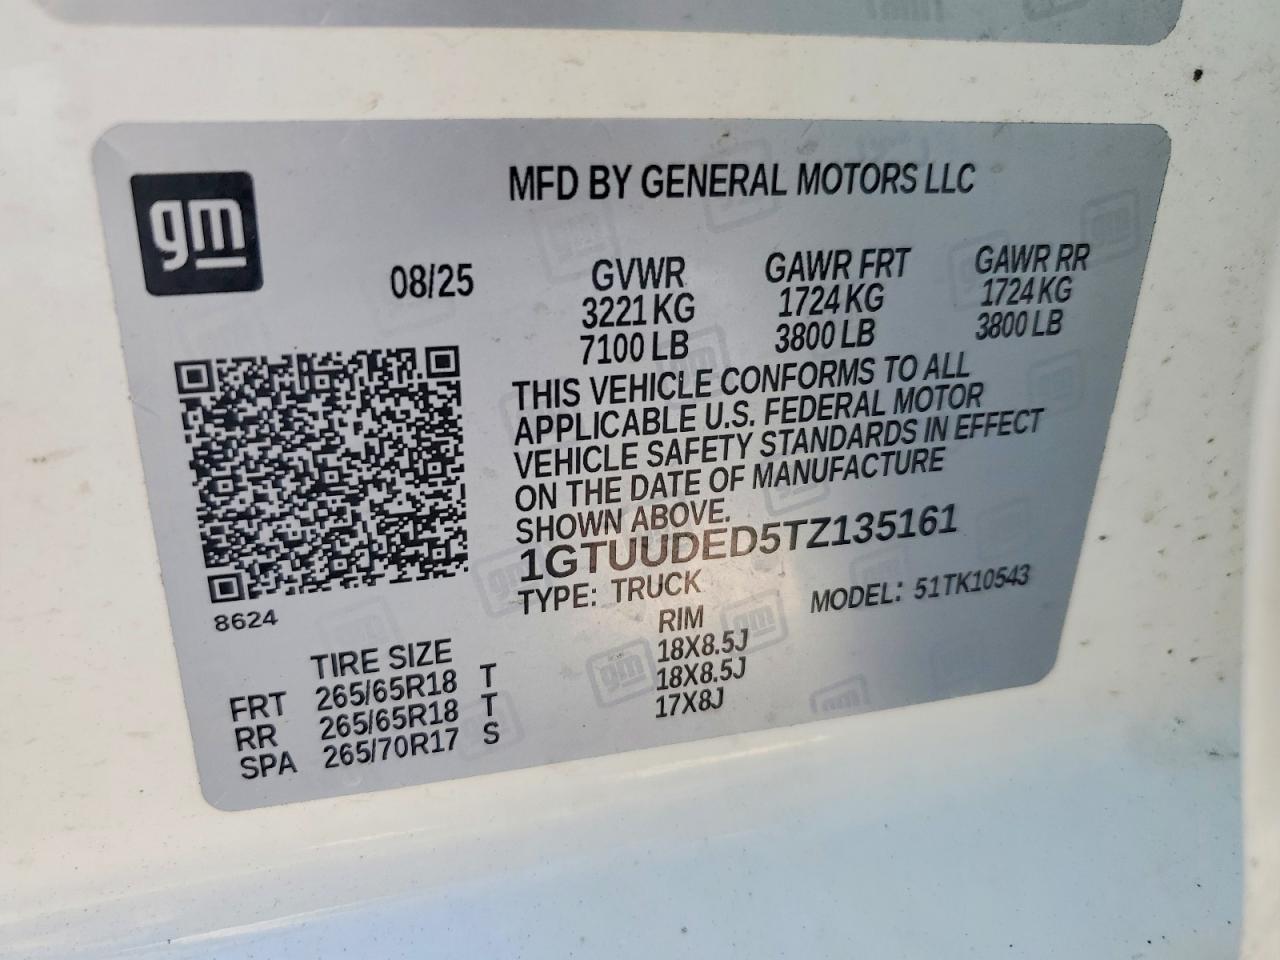 gm
MFD BY GENERAL MOTORS LLC
08/25
GVWR GAWR FRT GAWR RR
3221 KG 1724 KG 1724 KG
7100 LB 3800 LB 3800 LB
THIS VEHICLE CONFORMS TO ALL
APPLICABLE U.S. FEDERAL MOTOR
VEHICLE SAFETY STANDARDS IN EFFECT
ON THE DATE OF MANUFACTURE
SHOWN ABOVE.
1GTUUDED5TZ135161
TYPE: TRUCK MODEL: 51TK10543
8624
TIRE SIZE RIM
FRT 265/65R18 T 18X8.5J
RR 265/65R18 T 18X8.5J
SPA 265/70R17 S 17X8J